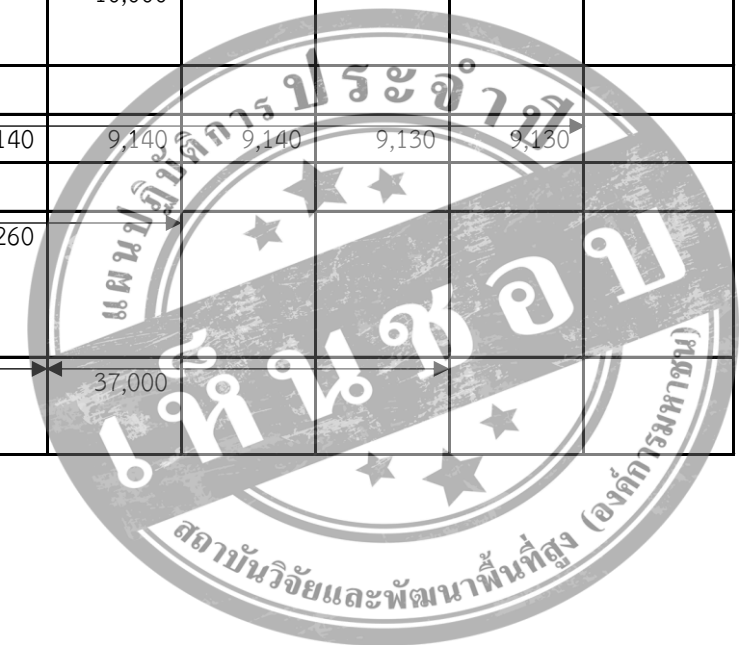 แผนปฏิบัติการ ประจำปี
140 9,140 9,140 9,130 9,130
260
เห็นชอบ
37,000
สถาบันวิจัยและพัฒนาพื้นที่สูง (องค์การมหาชน)